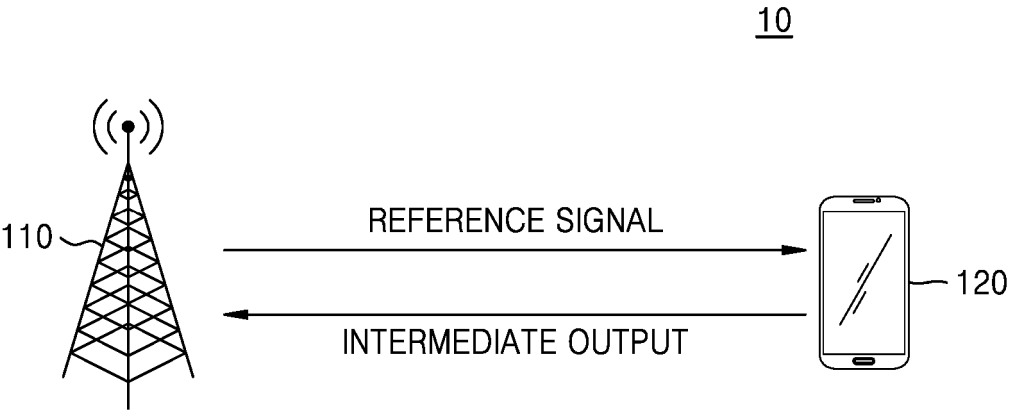 10
REFERENCE SIGNAL
110
120
INTERMEDIATE OUTPUT